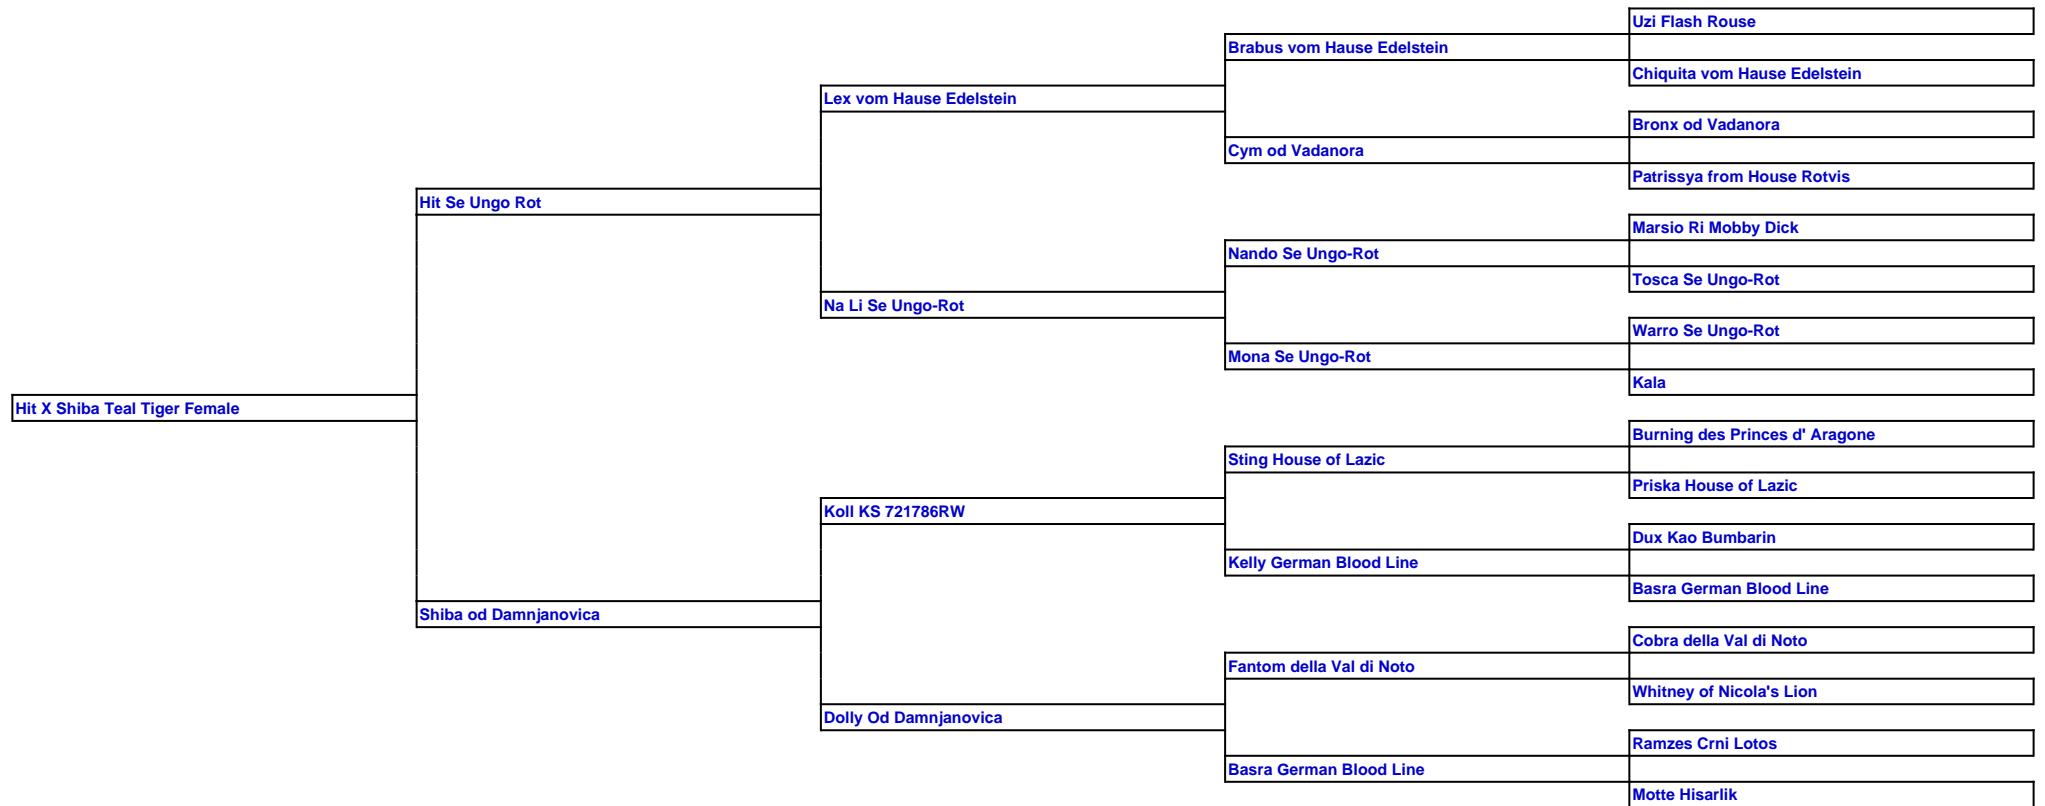 Uzi Flash Rouse
Brabus vom Hause Edelstein
Chiquita vom Hause Edelstein
Lex vom Hause Edelstein
Bronx od Vadanora
Cym od Vadanora
Patrissya from House Rotvis
Hit Se Ungo Rot
Marsio Ri Mobby Dick
Nando Se Ungo-Rot
Tosca Se Ungo-Rot
Na Li Se Ungo-Rot
Warro Se Ungo-Rot
Mona Se Ungo-Rot
Kala
Hit X Shiba Teal Tiger Female
Burning des Princes d' Aragone
Sting House of Lazic
Priska House of Lazic
Koll KS 721786RW
Dux Kao Bumbarin
Kelly German Blood Line
Basra German Blood Line
Shiba od Damnjanovica
Cobra della Val di Noto
Fantom della Val di Noto
Whitney of Nicola's Lion
Dolly Od Damnjanovica
Ramzes Crni Lotos
Basra German Blood Line
Motte Hisarlik